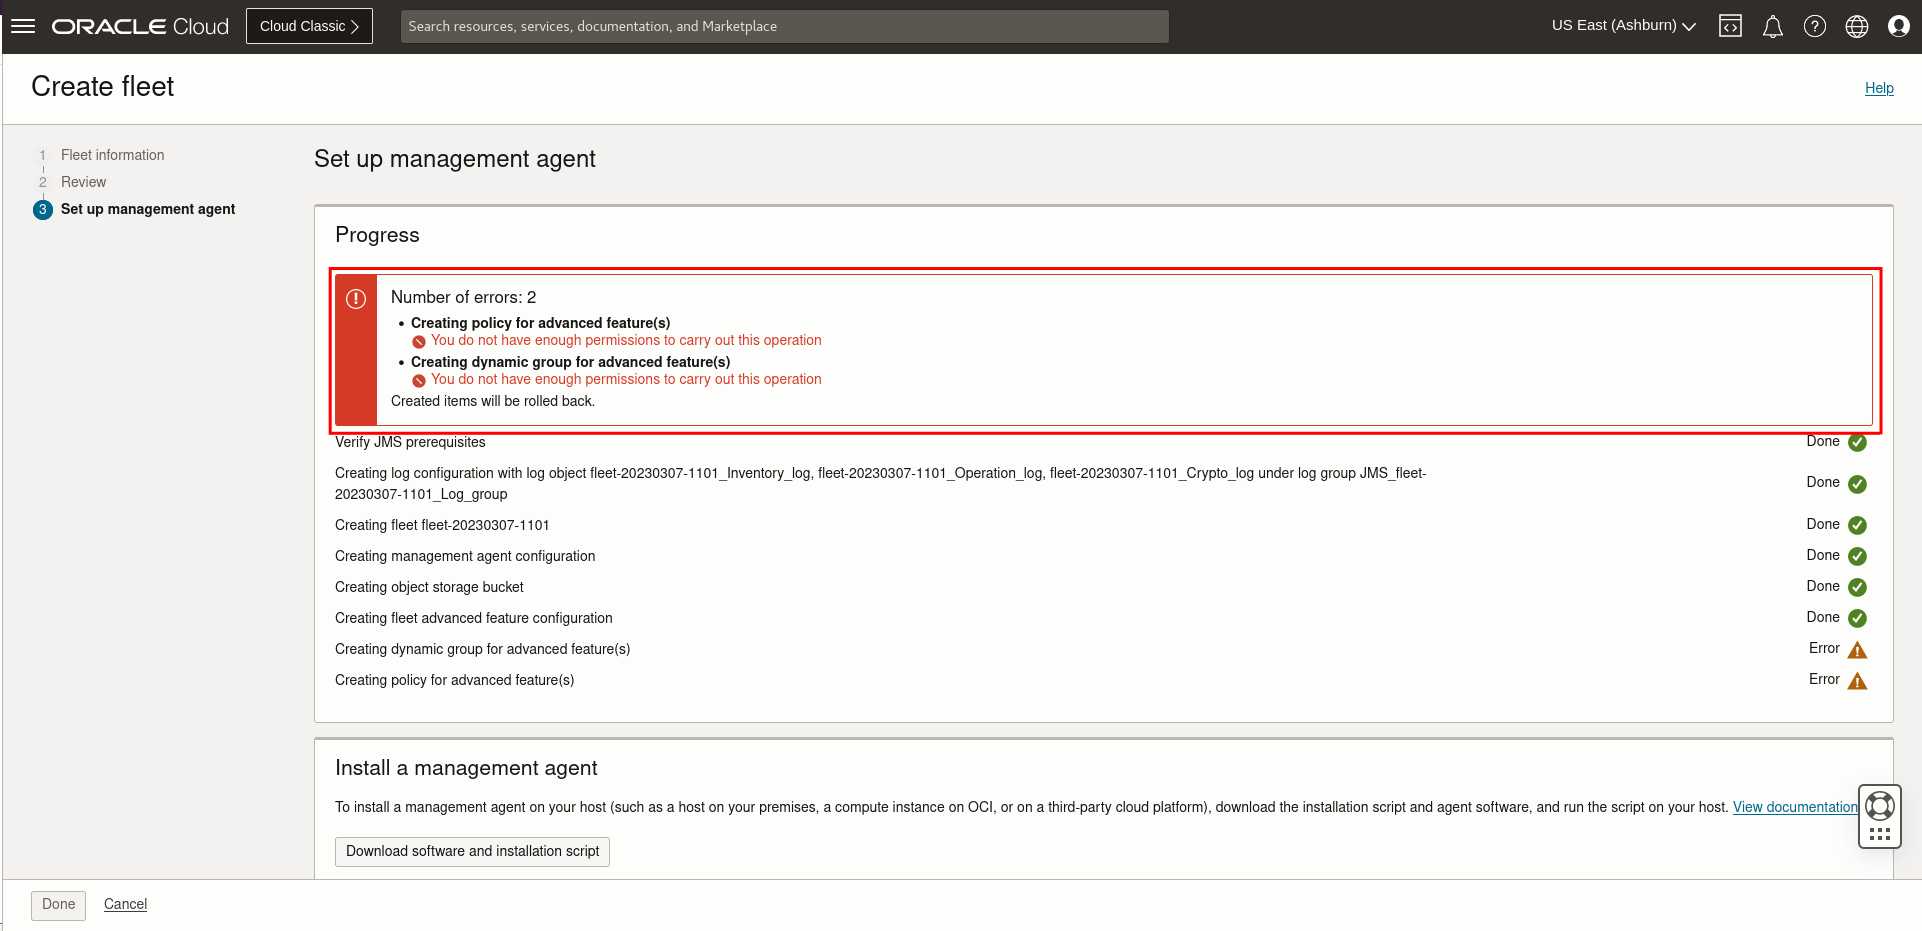 ORACLE Cloud
Cloud Classic
Search resources, services, documentation, and Marketplace
US East (Ashburn)
Create fleet
Help
1 Fleet information
2 Review
3 Set up management agent
Set up management agent
Progress
Number of errors: 2
• Creating policy for advanced feature(s)
You do not have enough permissions to carry out this operation
• Creating dynamic group for advanced feature(s)
You do not have enough permissions to carry out this operation
Created items will be rolled back.
Verify JMS prerequisites Done
Creating log configuration with log object fleet-20230307-1101_Inventory_log, fleet-20230307-1101_Operation_log, fleet-20230307-1101_Crypto_log under log group JMS_fleet-
20230307-1101_Log_group Done
Creating fleet fleet-20230307-1101 Done
Creating management agent configuration Done
Creating object storage bucket Done
Creating fleet advanced feature configuration Done
Creating dynamic group for advanced feature(s) Error
Creating policy for advanced feature(s) Error
Install a management agent
To install a management agent on your host (such as a host on your premises, a compute instance on OCI, or on a third-party cloud platform), download the installation script and agent software, and run the script on your host. View documentation
Download software and installation script
Done Cancel